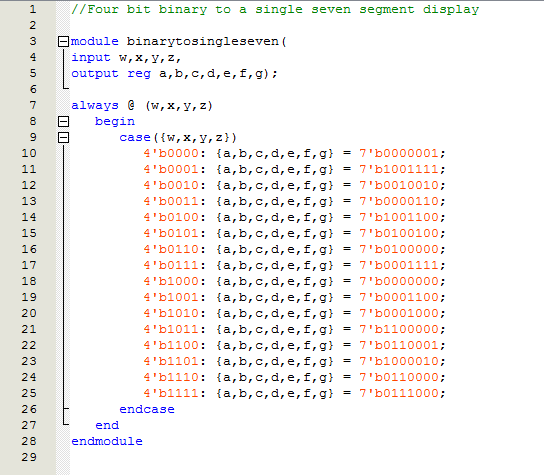 1 //Four bit binary to a single seven segment display
2
3 module binarytosingleseven(
4 input w,x,y,z,
5 output reg a,b,c,d,e,f,g);
6
7 always @ (w,x,y,z)
8 begin
9 case({w,x,y,z})
10 4'b0000: {a,b,c,d,e,f,g} = 7'b0000001;
11 4'b0001: {a,b,c,d,e,f,g} = 7'b1001111;
12 4'b0010: {a,b,c,d,e,f,g} = 7'b0010010;
13 4'b0011: {a,b,c,d,e,f,g} = 7'b0000110;
14 4'b0100: {a,b,c,d,e,f,g} = 7'b1001100;
15 4'b0101: {a,b,c,d,e,f,g} = 7'b0100100;
16 4'b0110: {a,b,c,d,e,f,g} = 7'b0100000;
17 4'b0111: {a,b,c,d,e,f,g} = 7'b0001111;
18 4'b1000: {a,b,c,d,e,f,g} = 7'b0000000;
19 4'b1001: {a,b,c,d,e,f,g} = 7'b0001100;
20 4'b1010: {a,b,c,d,e,f,g} = 7'b0001000;
21 4'b1011: {a,b,c,d,e,f,g} = 7'b1100000;
22 4'b1100: {a,b,c,d,e,f,g} = 7'b0110001;
23 4'b1101: {a,b,c,d,e,f,g} = 7'b1000010;
24 4'b1110: {a,b,c,d,e,f,g} = 7'b0110000;
25 4'b1111: {a,b,c,d,e,f,g} = 7'b0111000;
26 endcase
27 end
28 endmodule
29